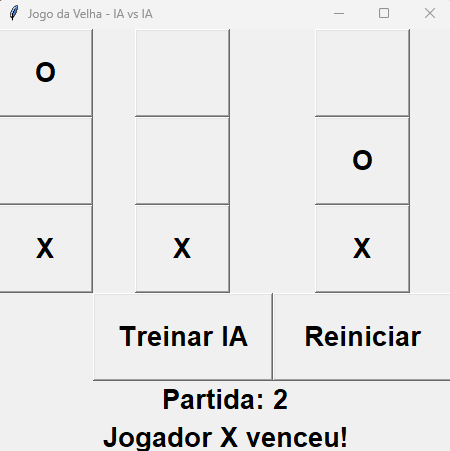 Jogo da Velha - IA vs IA
O
O
X X X
Treinar IA Reiniciar
Partida: 2
Jogador X venceu!